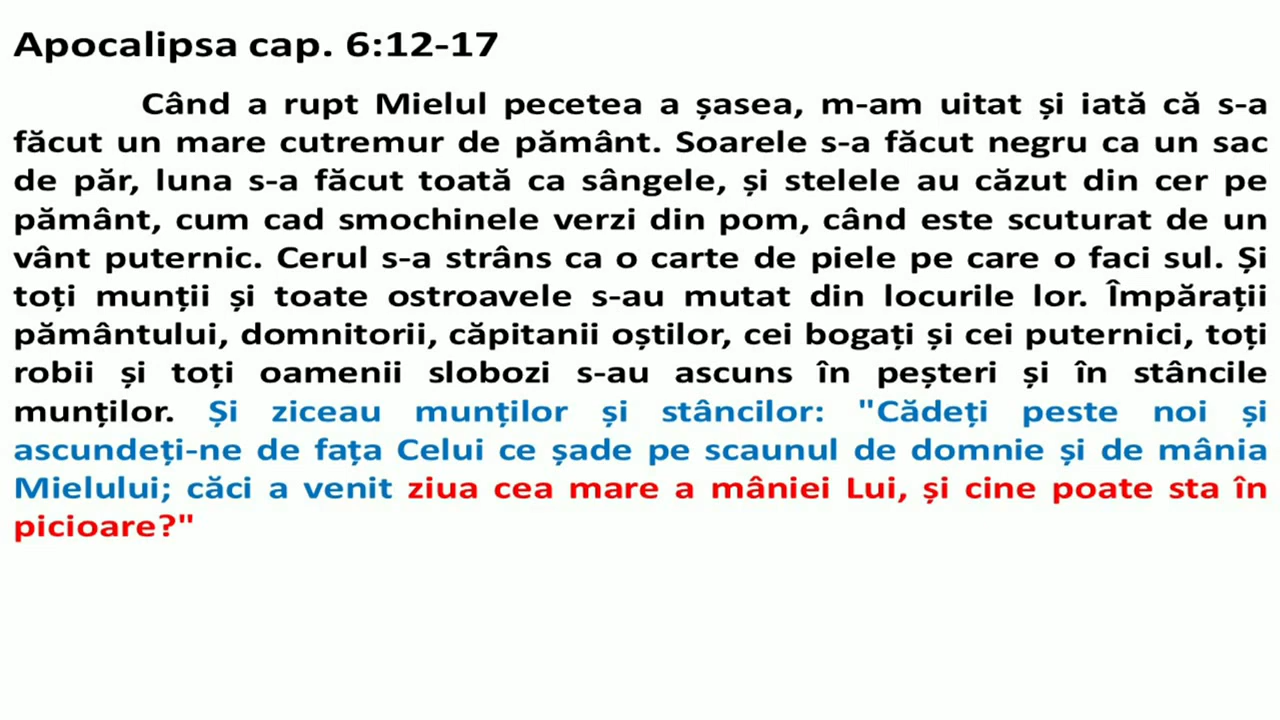 Apocalipsa cap. 6:12-17
Când a rupt Mielul pecetea a șasea, m-am uitat și iată că s-a
făcut un mare cutremur de pământ. Soarele s-a făcut negru ca un sac
de păr, luna s-a făcut toată ca sângele, și stelele au căzut din cer pe
pământ, cum cad smochinele verzi din pom, când este scuturat de un
vânt puternic. Cerul s-a strâns ca o carte de piele pe care o faci sul. Și
toți munții și toate ostroavele s-au mutat din locurile lor. Împărații
pământului, domnitorii, căpitanii oștilor, cei bogați și cei puternici, toți
robii și toți oamenii slobozi s-au ascuns în peșteri și în stâncile
munților. Și ziceau munților și stâncilor: "Cădeți peste noi și
ascundeți-ne de fața Celui ce șade pe scaunul de domnie și de mânia
Mielului; căci a venit ziua cea mare a mâniei Lui, și cine poate sta în
picioare?"